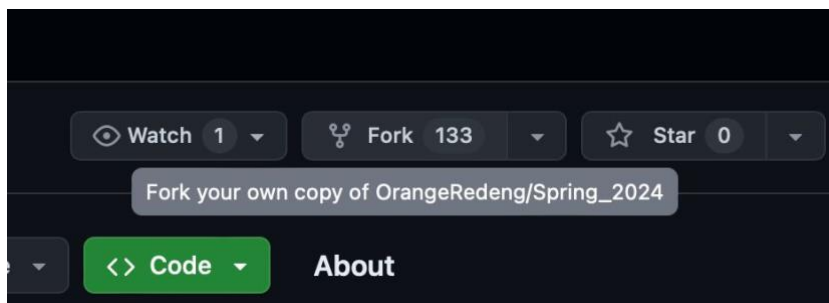 Watch 1
Fork 133
Star 0
Fork your own copy of OrangeRedeng/Spring_2024
<> Code
About